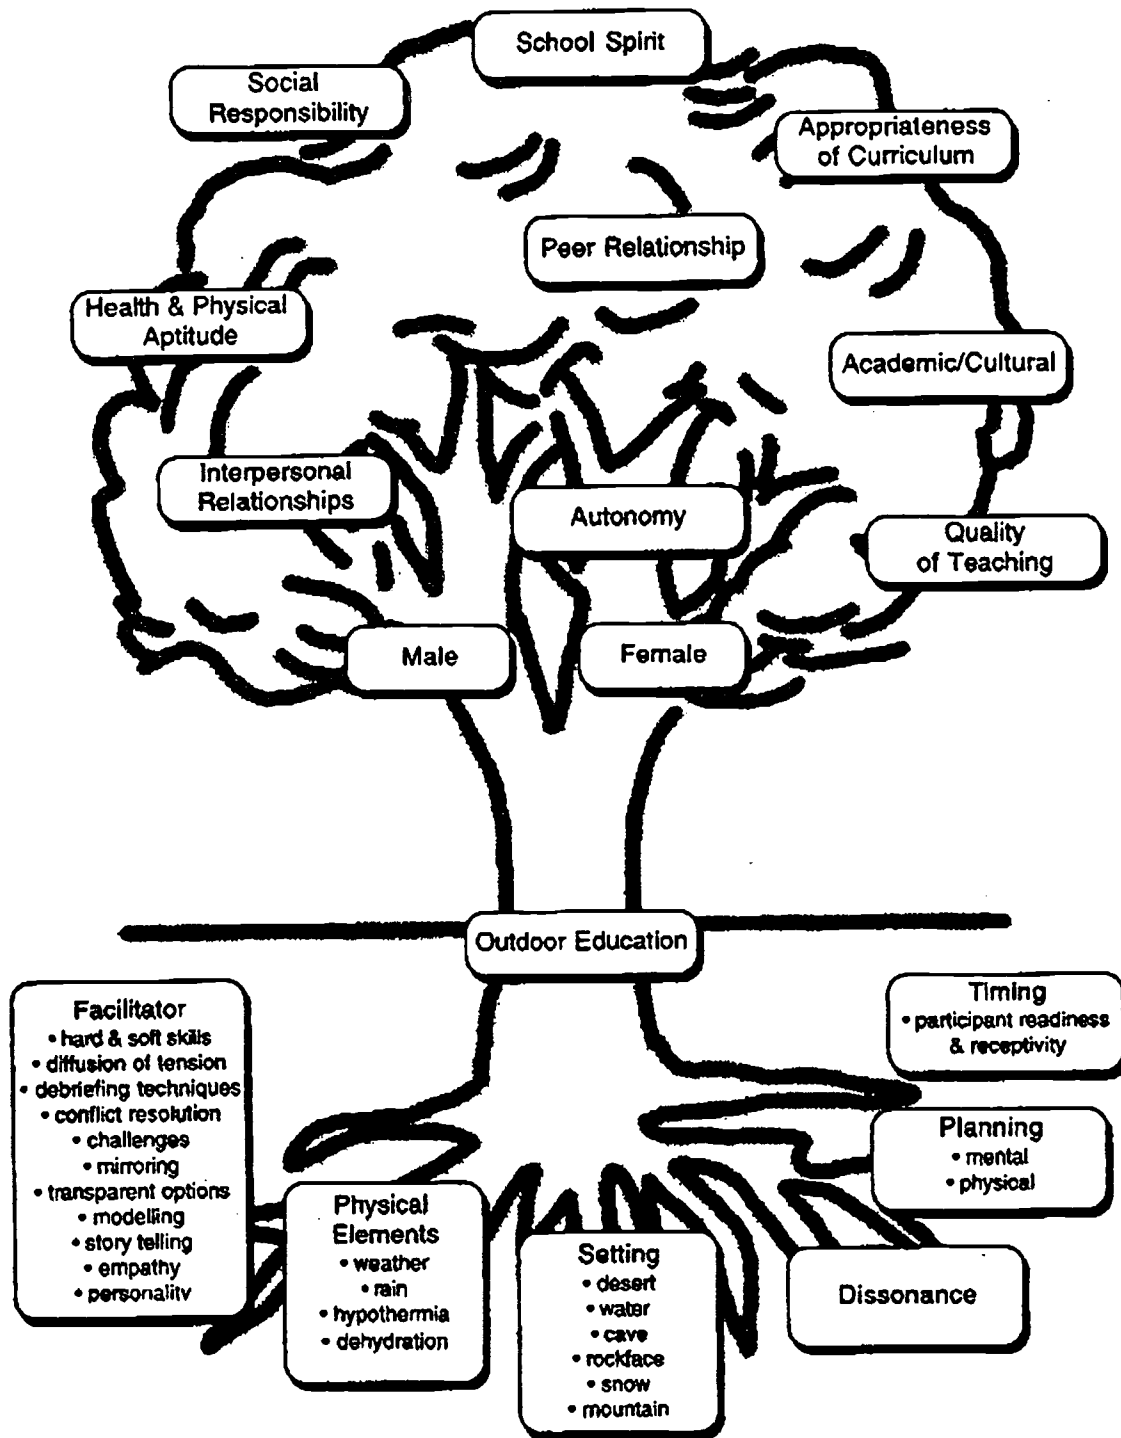 School Spirit
Social
Responsibility
Appropriateness
of Curriculum
Peer Relationship
Health & Physical
Aptitude
Academic/Cultural
Interpersonal
Relationships
Autonomy
Quality
of Teaching
Male
Female
Outdoor Education
Facilitator
• hard & soft skills
• diffusion of tension
• debriefing techniques
• conflict resolution
• challenges
• mirroring
• transparent options
• modelling
• story telling
• empathy
• personality
Physical
Elements
• weather
• rain
• hypothermia
• dehydration
Setting
• desert
• water
• cave
• rockface
• snow
• mountain
Timing
• participant readiness
& receptivity
Planning
• mental
• physical
Dissonance